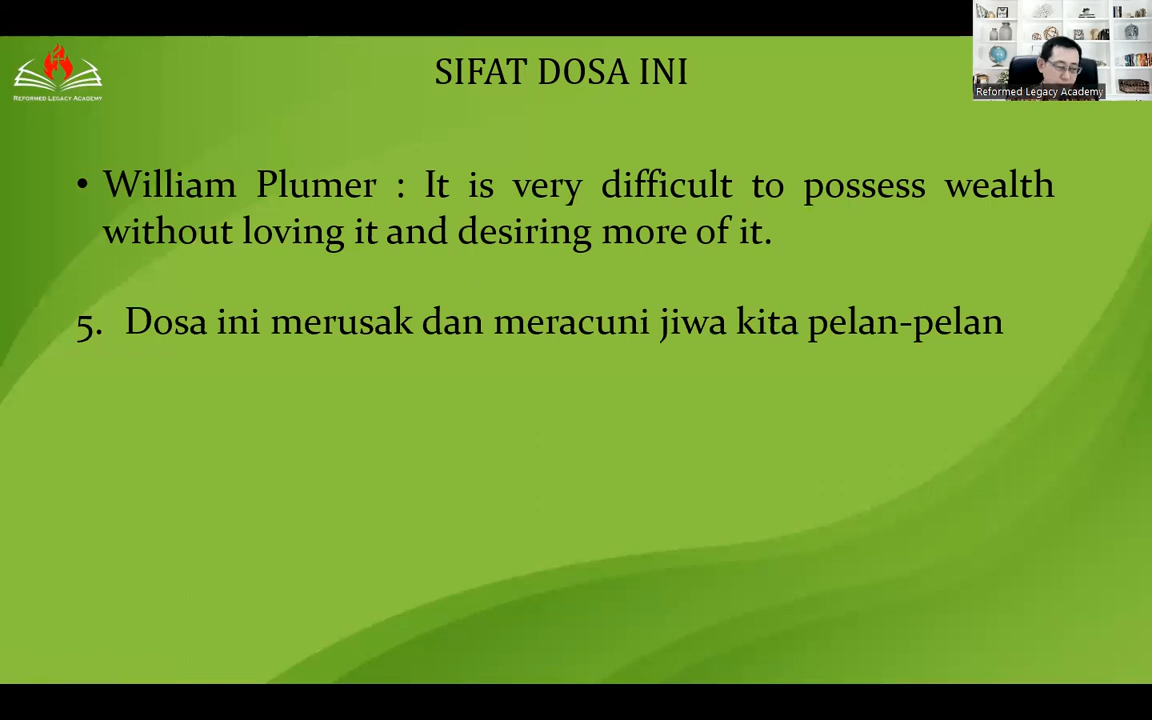 SIFAT DOSA INI
REFORMED LEGACY ACADEMY
Reformed Legacy Academy
• William Plumer : It is very difficult to possess wealth
without loving it and desiring more of it.
5. Dosa ini merusak dan meracuni jiwa kita pelan-pelan